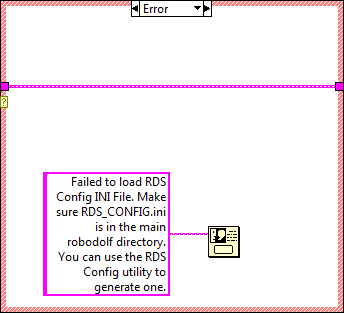 Error
?
Failed to load RDS
Config INI File. Make
sure RDS_CONFIG.ini
is in the main
robodolf directory.
You can use the RDS
Config utility to
generate one.